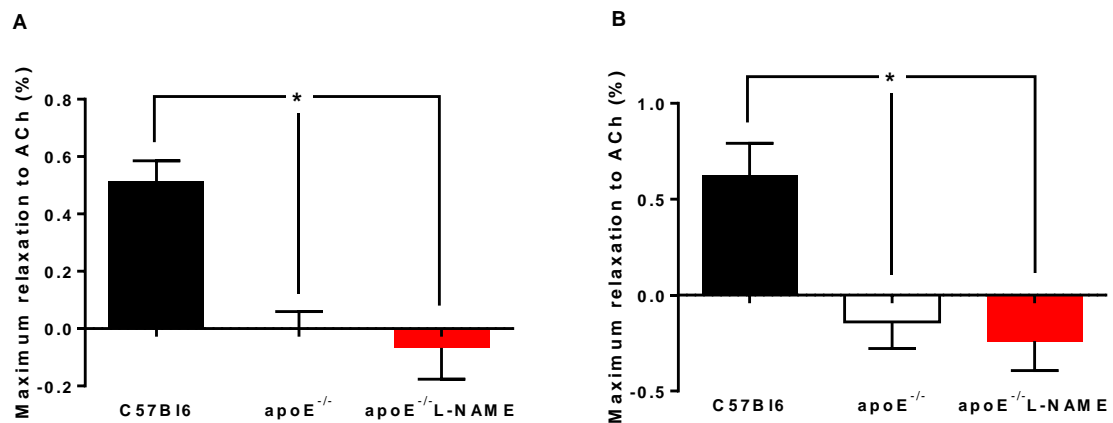 A
Maximum relaxation to ACh (%)
0.8
0.6
0.4
0.2
0.0
-0.2
*
C57Bl6 apoE-/- apoE-/-L-NAME
B
Maximum relaxation to ACh (%)
1.0
0.5
0.0
-0.5
*
C57Bl6 apoE-/- apoE-/-L-NAME